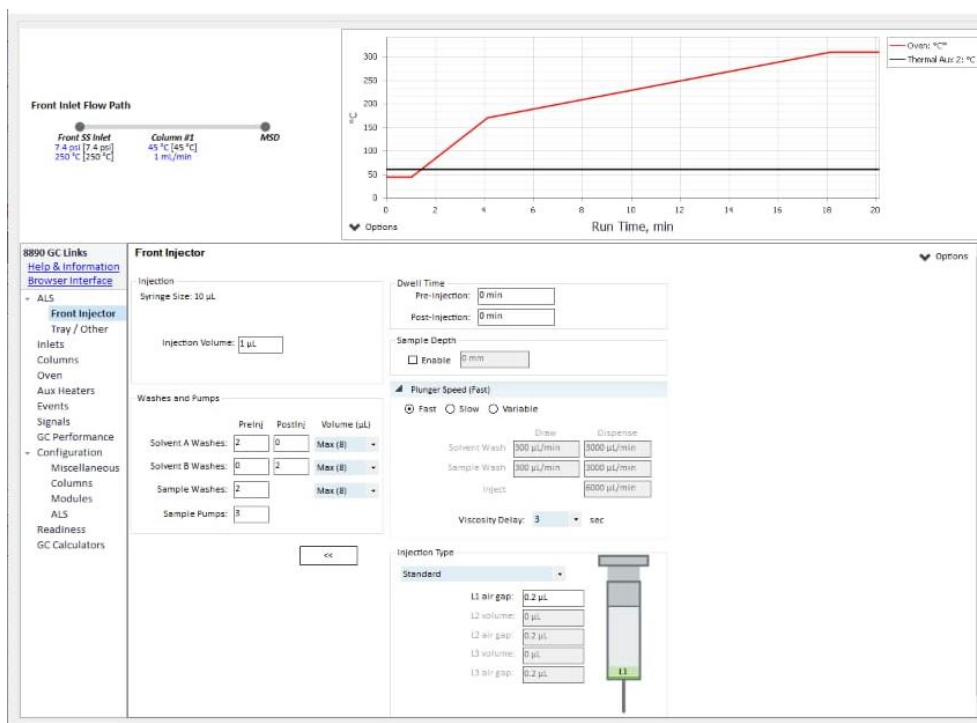 Front Inlet Flow Path
Front SS Inlet
7.4 psi [7.4 psi]
250 °C [250 °C]
Column #1
45 °C [45 °C]
1 mL/min
MSD
300
250
200
150
100
50
0
°C
0 2 4 6 8 10 12 14 16 18 20
Run Time, min
Options
Oven: °C"
Thermal Aux 2: °C
8890 GC Links
Help & Information
Browser Interface
ALS
Front Injector
Tray / Other
Inlets
Columns
Oven
Aux Heaters
Events
Signals
GC Performance
Configuration
Miscellaneous
Columns
Modules
ALS
Readiness
GC Calculators
Front Injector
Options
Injection
Syringe Size: 10 µL
Injection Volume: 1 µL
Washes and Pumps
PreInj PostInj Volume (µL)
Solvent A Washes: 2 0 Max (8)
Solvent B Washes: 0 2 Max (8)
Sample Washes: 2 Max (8)
Sample Pumps: 3
<<
Dwell Time
Pre-Injection: 0 min
Post-Injection: 0 min
Sample Depth
Enable 0 mm
Plunger Speed (Fast)
Fast Slow Variable
Draw Dispense
Solvent Wash 300 µL/min 3000 µL/min
Sample Wash 300 µL/min 3000 µL/min
Inject 6000 µL/min
Viscosity Delay: 3 sec
Injection Type
Standard
L1 air gap: 0.2 µL
L2 volume: 0 µL
L2 air gap: 0.2 µL
L3 volume: 0 µL
L3 air gap: 0.2 µL
L1